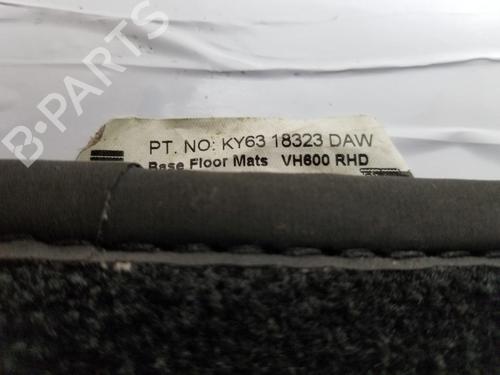 B-PARTS
PT. NO: KY63 18323 DAW
Base Floor Mats VH600 RHD